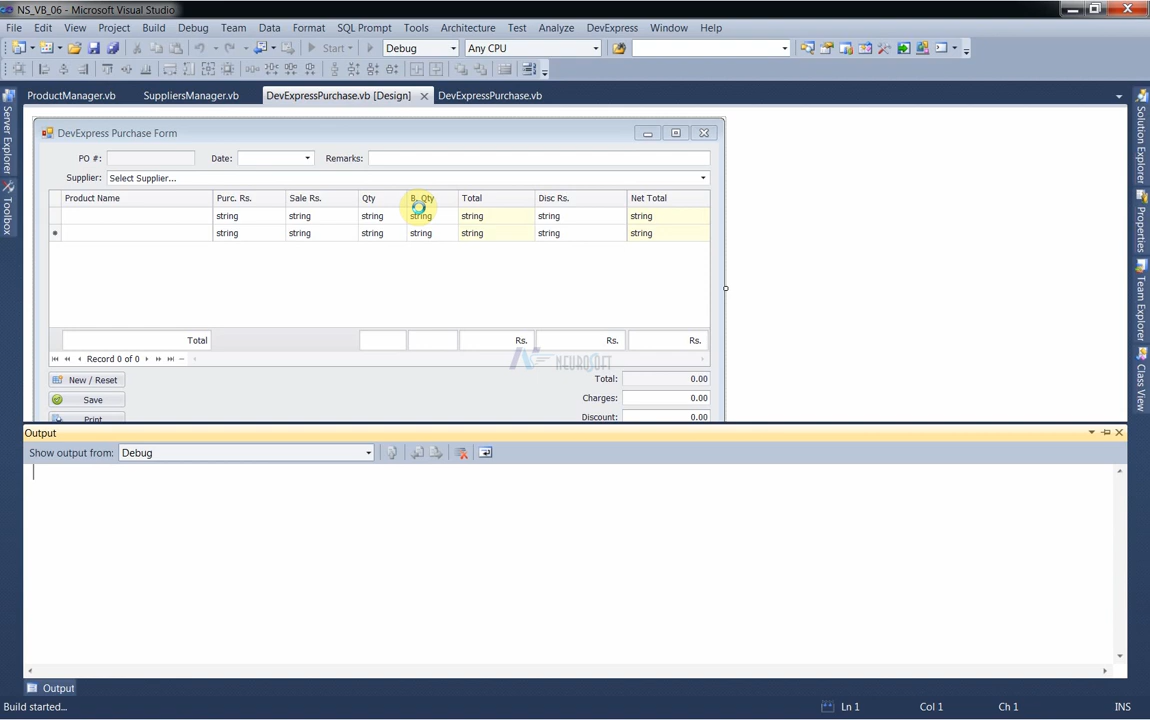 NS_VB_06 - Microsoft Visual Studio
File Edit View Project Build Debug Team Data Format SQL Prompt Tools Architecture Test Analyze DevExpress Window Help
Start Debug Any CPU
ProductManager.vb SuppliersManager.vb DevExpressPurchase.vb [Design] DevExpressPurchase.vb
Server Explorer
Toolbox
Solution Explorer
Properties
Team Explorer
Class View
DevExpress Purchase Form
PO #: Date: Remarks:
Supplier: Select Supplier...
Product Name Purc. Rs. Sale Rs. Qty B. Qty Total Disc Rs. Net Total
string string string string string string string
string string string string string string string
Total Rs. Rs. Rs.
Record 0 of 0
NEUROSOFT
New / Reset Total: 0.00
Save Charges: 0.00
Print Discount: 0.00
Output
Show output from: Debug
Output
Build started... Ln 1 Col 1 Ch 1 INS